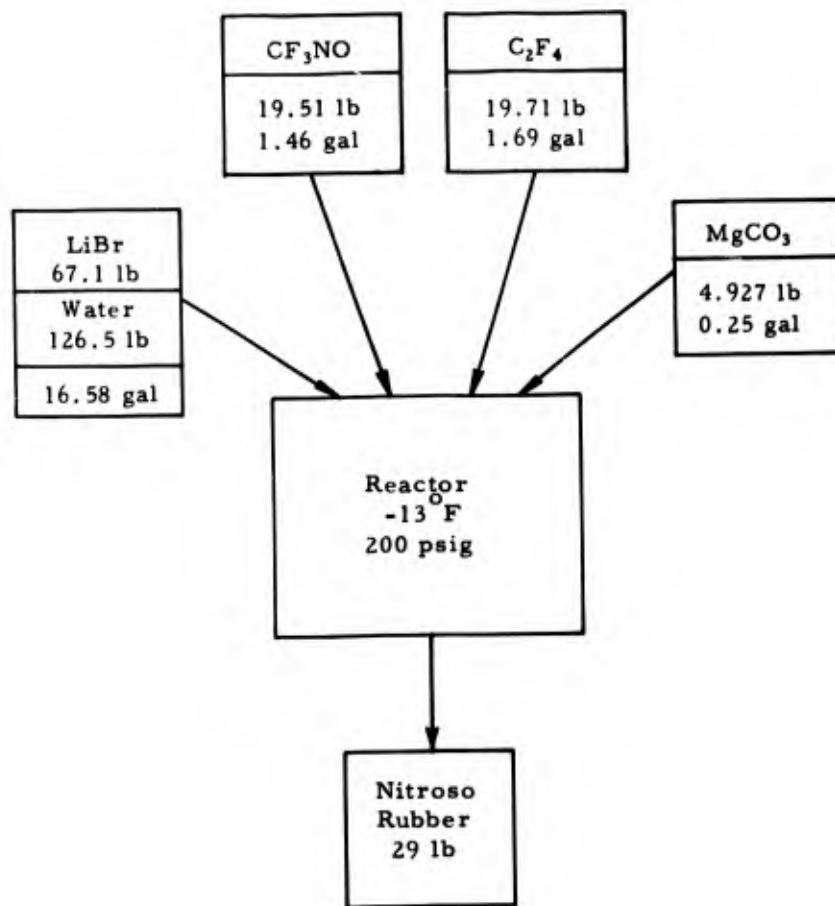 CF₃NO
19.51 lb
1.46 gal
C₂F₄
19.71 lb
1.69 gal
LiBr
67.1 lb
Water
126.5 lb
16.58 gal
MgCO₃
4.927 lb
0.25 gal
Reactor
-13°F
200 psig
Nitroso
Rubber
29 lb